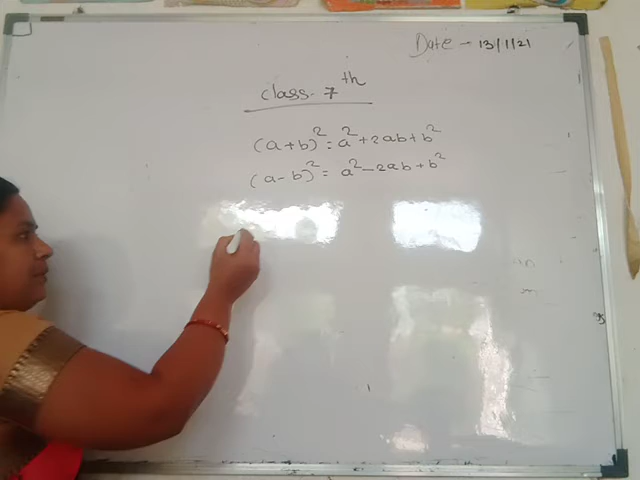 Date - 13/1/21
Class - 7th
(a+b)² = a² + 2ab + b²
(a-b)² = a² - 2ab + b²